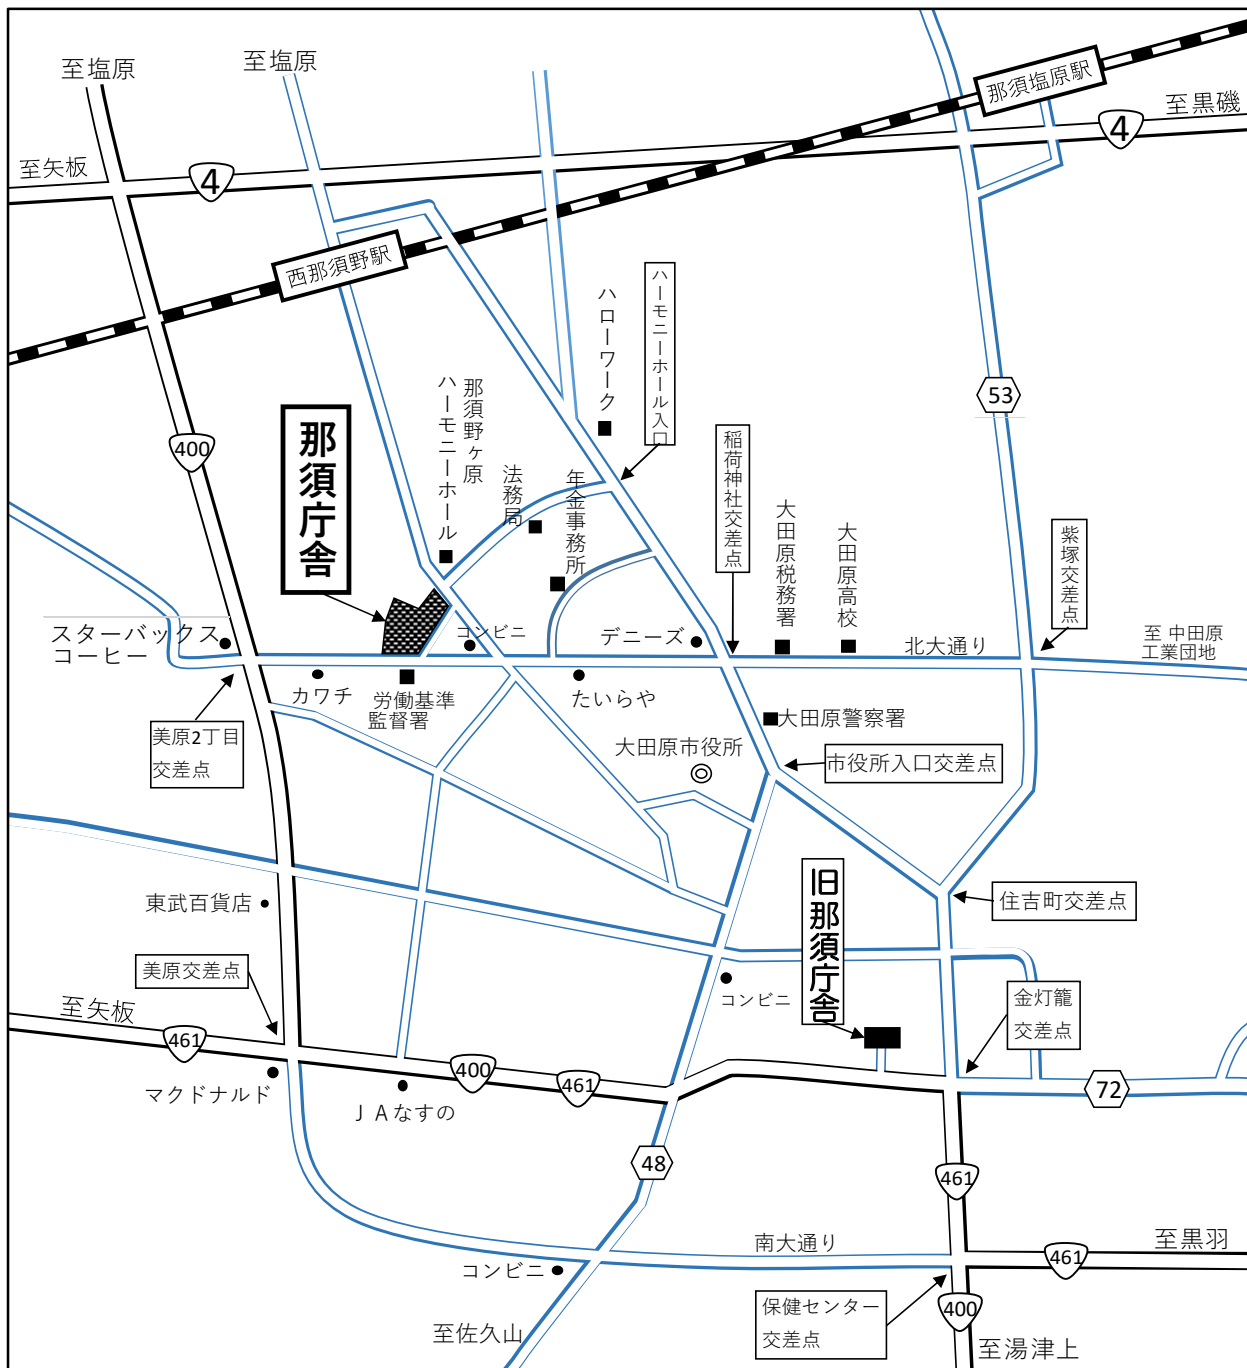 至塩原
至塩原
那須塩原駅
至黒磯
4
至矢板
4
西那須野駅
ハローワーク
ハーモニーホール入口
53
400
那須庁舎
那須野ヶ原
ハーモニーホール
法務局
年金事務所
稲荷神社交差点
大田原税務署
大田原高校
紫塚交差点
スターバックス
コーヒー
コンビニ
デニーズ
北大通り
至 中田原
工業団地
カワチ
労働基準
監督署
たいらや
大田原警察署
美原2丁目
交差点
大田原市役所
市役所入口交差点
旧那須庁舎
東武百貨店
住吉町交差点
美原交差点
コンビニ
金灯籠
交差点
至矢板
461
400
461
マクドナルド
ＪＡなすの
72
48
461
南大通り
至黒羽
461
コンビニ
保健センター
交差点
400
至佐久山
至湯津上